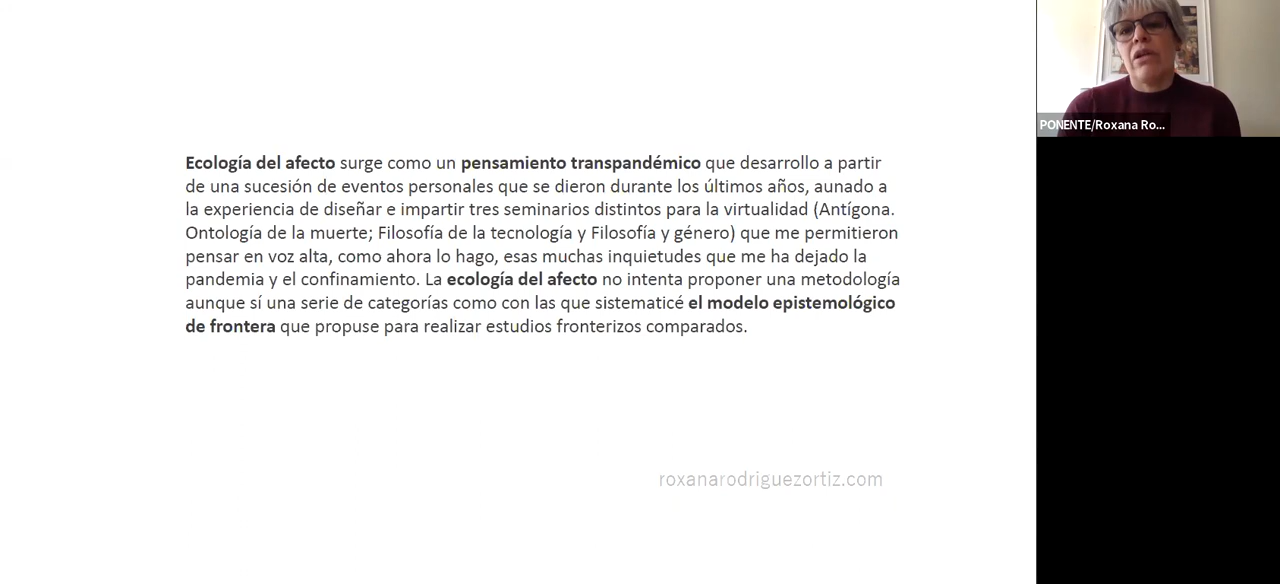 Ecología del afecto surge como un pensamiento transpandémico que desarrollo a partir
de una sucesión de eventos personales que se dieron durante los últimos años, aunado a
la experiencia de diseñar e impartir tres seminarios distintos para la virtualidad (Antígona.
Ontología de la muerte; Filosofía de la tecnología y Filosofía y género) que me permitieron
pensar en voz alta, como ahora lo hago, esas muchas inquietudes que me ha dejado la
pandemia y el confinamiento. La ecología del afecto no intenta proponer una metodología
aunque sí una serie de categorías como con las que sistematicé el modelo epistemológico
de frontera que propuse para realizar estudios fronterizos comparados.
roxanarodriguezortiz.com
PONENTE/Roxana Ro...